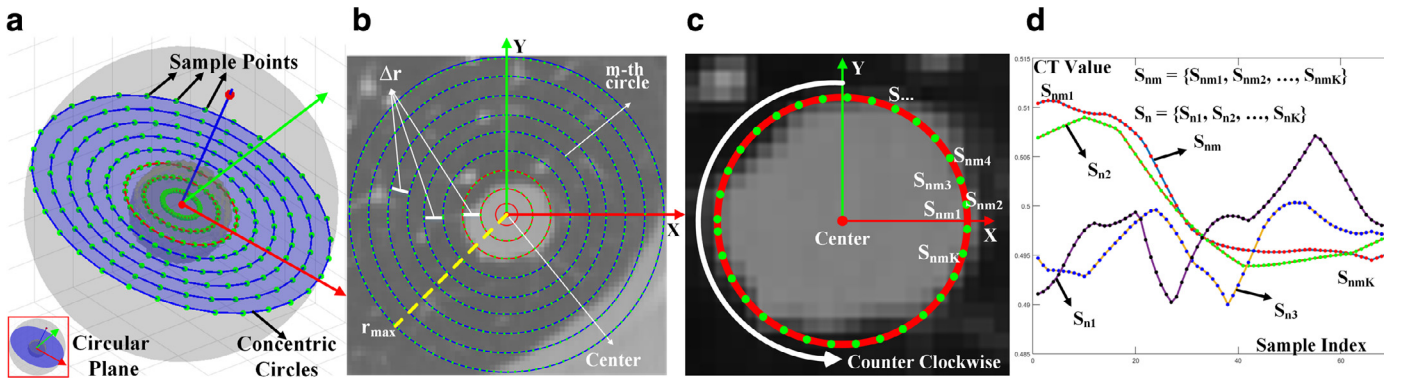 a
Sample Points
Circular
Plane
Concentric
Circles
b
Y
Δr
m-th
circle
X
r_max
Center
c
Y
S...
S_nm4
S_nm3
S_nm2
S_nm1
X
Center
S_nmK
Counter Clockwise
d
0.515
CT Value
S_nm = {S_nm1, S_nm2, …, S_nmK}
S_nm1
0.51
S_n = {S_n1, S_n2, …, S_nK}
S_nm
0.505
S_n2
0.5
0.495
S_nmK
0.49
S_n1
S_n3
Sample Index
0.485
0
20
40
60